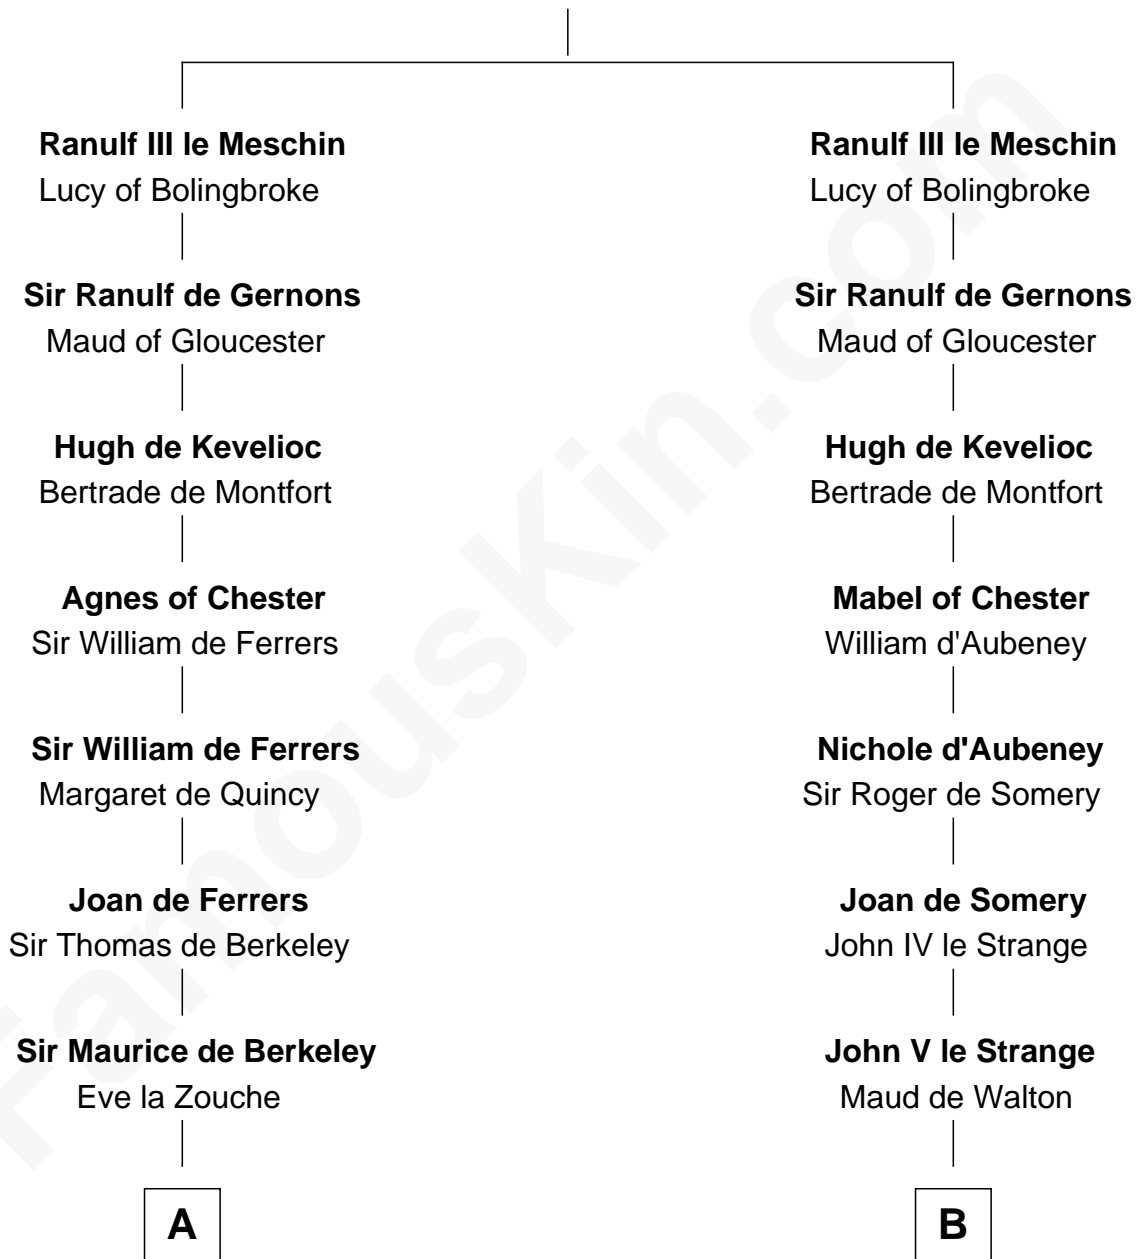 Ranulf III le Meschin
Lucy of Bolingbroke
Sir Ranulf de Gernons
Maud of Gloucester
Hugh de Kevelioc
Bertrade de Montfort
Agnes of Chester
Sir William de Ferrers
Sir William de Ferrers
Margaret de Quincy
Joan de Ferrers
Sir Thomas de Berkeley
Sir Maurice de Berkeley
Eve la Zouche
A
Ranulf III le Meschin
Lucy of Bolingbroke
Sir Ranulf de Gernons
Maud of Gloucester
Hugh de Kevelioc
Bertrade de Montfort
Mabel of Chester
William d'Aubeney
Nichole d'Aubeney
Sir Roger de Somery
Joan de Somery
John IV le Strange
John V le Strange
Maud de Walton
B
FamousKin.com